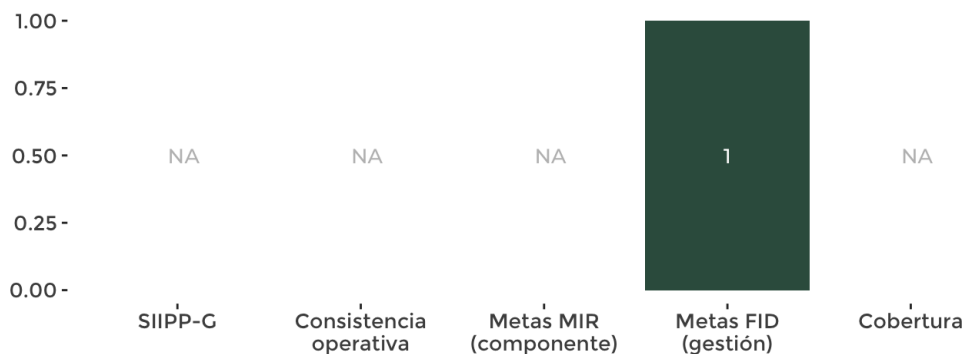 1.00
0.75
0.50
0.25
0.00
NA
NA
NA
1
NA
SIIPP-G
Consistencia
operativa
Metas MIR
(componente)
Metas FID
(gestión)
Cobertura